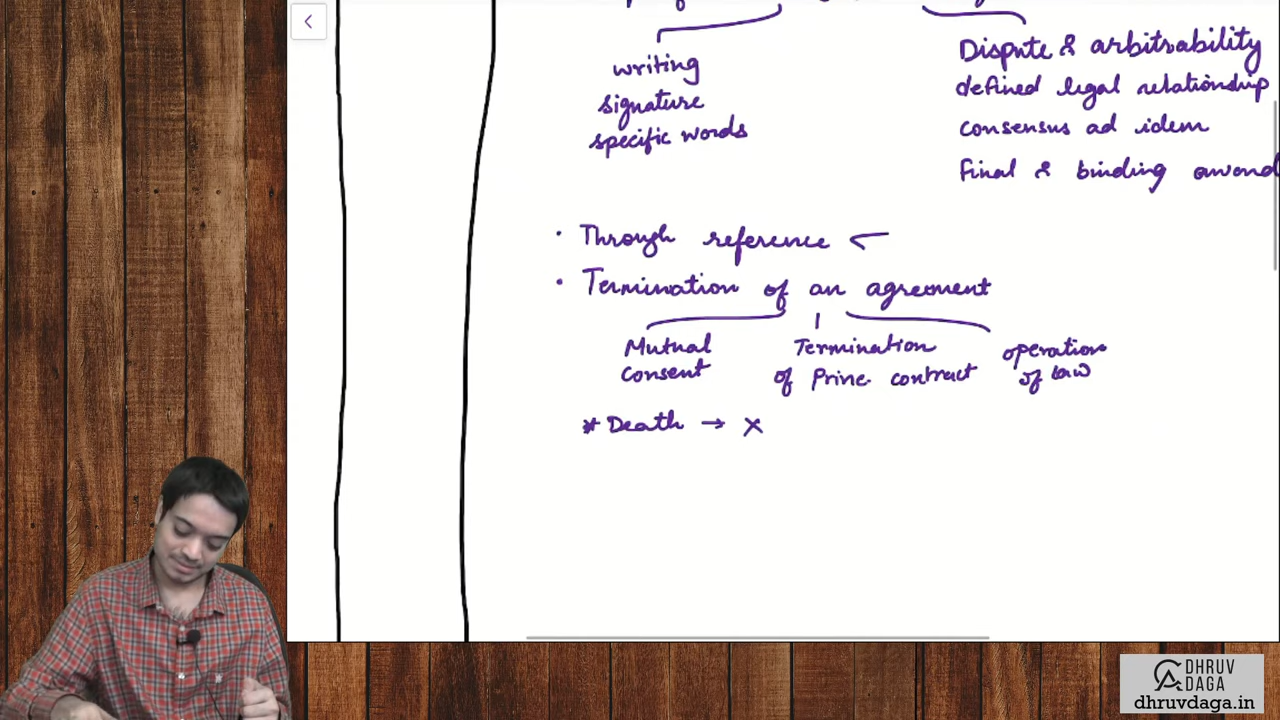 writing
signature
specific words
Dispute & arbitrability
defined legal relationship
consensus ad idem
final & binding award
• Through reference
• Termination of an agreement
Mutual consent
Termination of Princ contract
operation of law
* Death → ×
DHRUV
DAGA
dhruvdaga.in